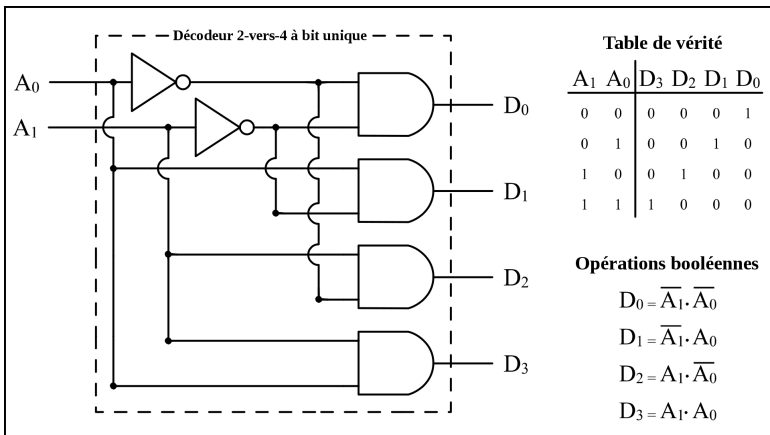 Décodeur 2-vers-4 à bit unique
A₀
A₁
D₀
D₁
D₂
D₃
Table de vérité
A₁ A₀ D₃ D₂ D₁ D₀
0 0 0 0 0 1
0 1 0 0 1 0
1 0 0 1 0 0
1 1 1 0 0 0
Opérations booléennes
D₀ = A̅₁ · A̅₀
D₁ = A̅₁ · A₀
D₂ = A₁ · A̅₀
D₃ = A₁ · A₀